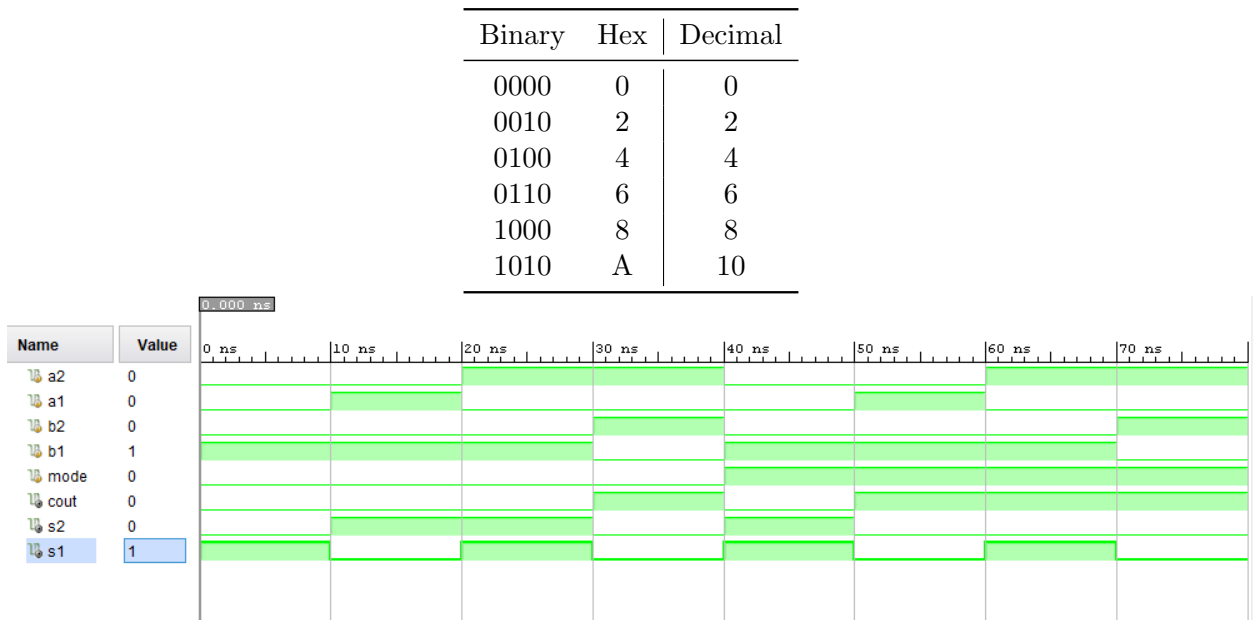 Binary Hex Decimal
0000 0 0
0010 2 2
0100 4 4
0110 6 6
1000 8 8
1010 A 10
0.000 ns
Name Value 0 ns 10 ns 20 ns 30 ns 40 ns 50 ns 60 ns 70 ns
a2 0
a1 0
b2 0
b1 1
mode 0
cout 0
s2 0
s1 1